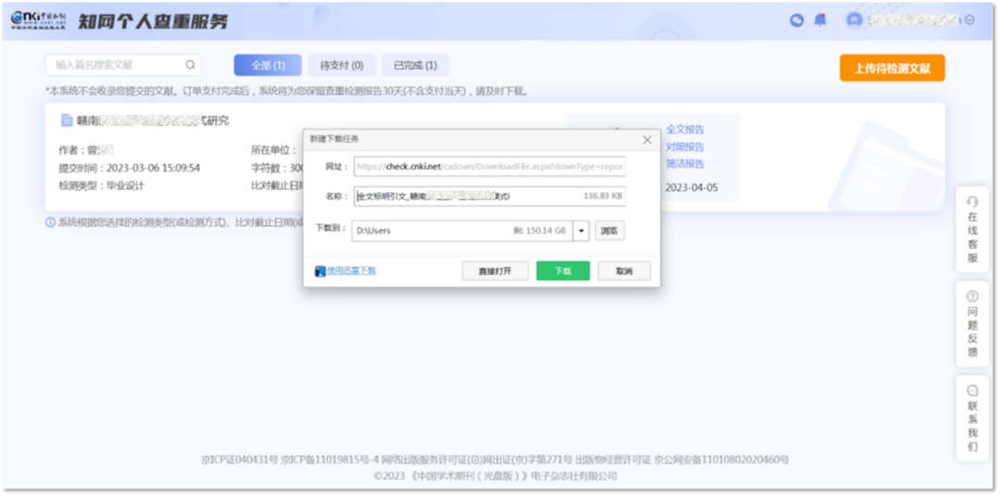 cnki 中国知网
www.cnki.net
知网个人查重服务
输入篇名搜索文献
全部 (1)
待支付 (0)
已完成 (1)
上传待检测文献
*本系统不会收录您提交的文献。订单支付完成后，系统将为您保留查重检测报告30天(不含支付当天)，请及时下载。
赣南 式研究
作者：曾
所在单位：
提交时间：2023-03-06 15:09:54
字符数：300
检测类型：毕业设计
比对截止日期
全文报告
对照报告
简洁报告
2023-04-05
系统根据您选择的检测类型(或检测方式)、比对截止日期(或
新建下载任务
网址：
https://check.cnki.net/cxdown/DownloadFile.aspx?downType=repor
名称：
全文标明引文_赣南 模式i
136.83 KB
下载到：
D:\Users
剩: 150.14 GB
浏览
使用迅雷下载
直接打开
下载
取消
在线客服
问题反馈
联系我们
京ICP证040431号 京ICP备11019815号-4 网络出版服务许可证(总)网出证(京)字第271号 出版物经营许可证 京公网安备11010802020460号
©2023 《中国学术期刊（光盘版）》电子杂志社有限公司